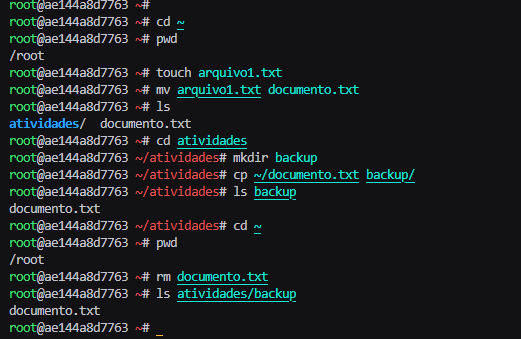 root@ae144a8d7763 ~#
root@ae144a8d7763 ~# cd ~
root@ae144a8d7763 ~# pwd
/root
root@ae144a8d7763 ~# touch arquivo1.txt
root@ae144a8d7763 ~# mv arquivo1.txt documento.txt
root@ae144a8d7763 ~# ls
atividades/  documento.txt
root@ae144a8d7763 ~# cd atividades
root@ae144a8d7763 ~/atividades# mkdir backup
root@ae144a8d7763 ~/atividades# cp ~/documento.txt backup/
root@ae144a8d7763 ~/atividades# ls backup
documento.txt
root@ae144a8d7763 ~/atividades# cd ~
root@ae144a8d7763 ~# pwd
/root
root@ae144a8d7763 ~# rm documento.txt
root@ae144a8d7763 ~# ls atividades/backup
documento.txt
root@ae144a8d7763 ~# _